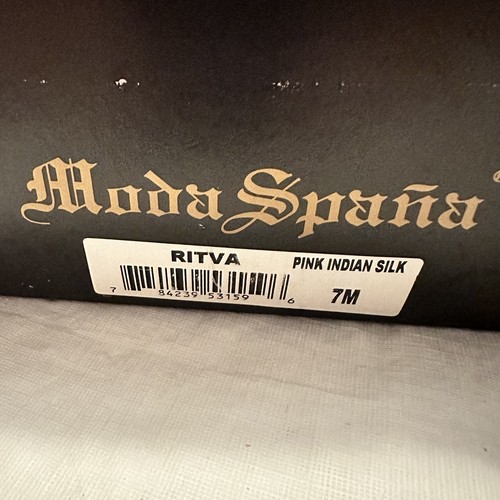 Moda Spaña®
RITVA PINK INDIAN SILK
7 84239 53159 6 7M